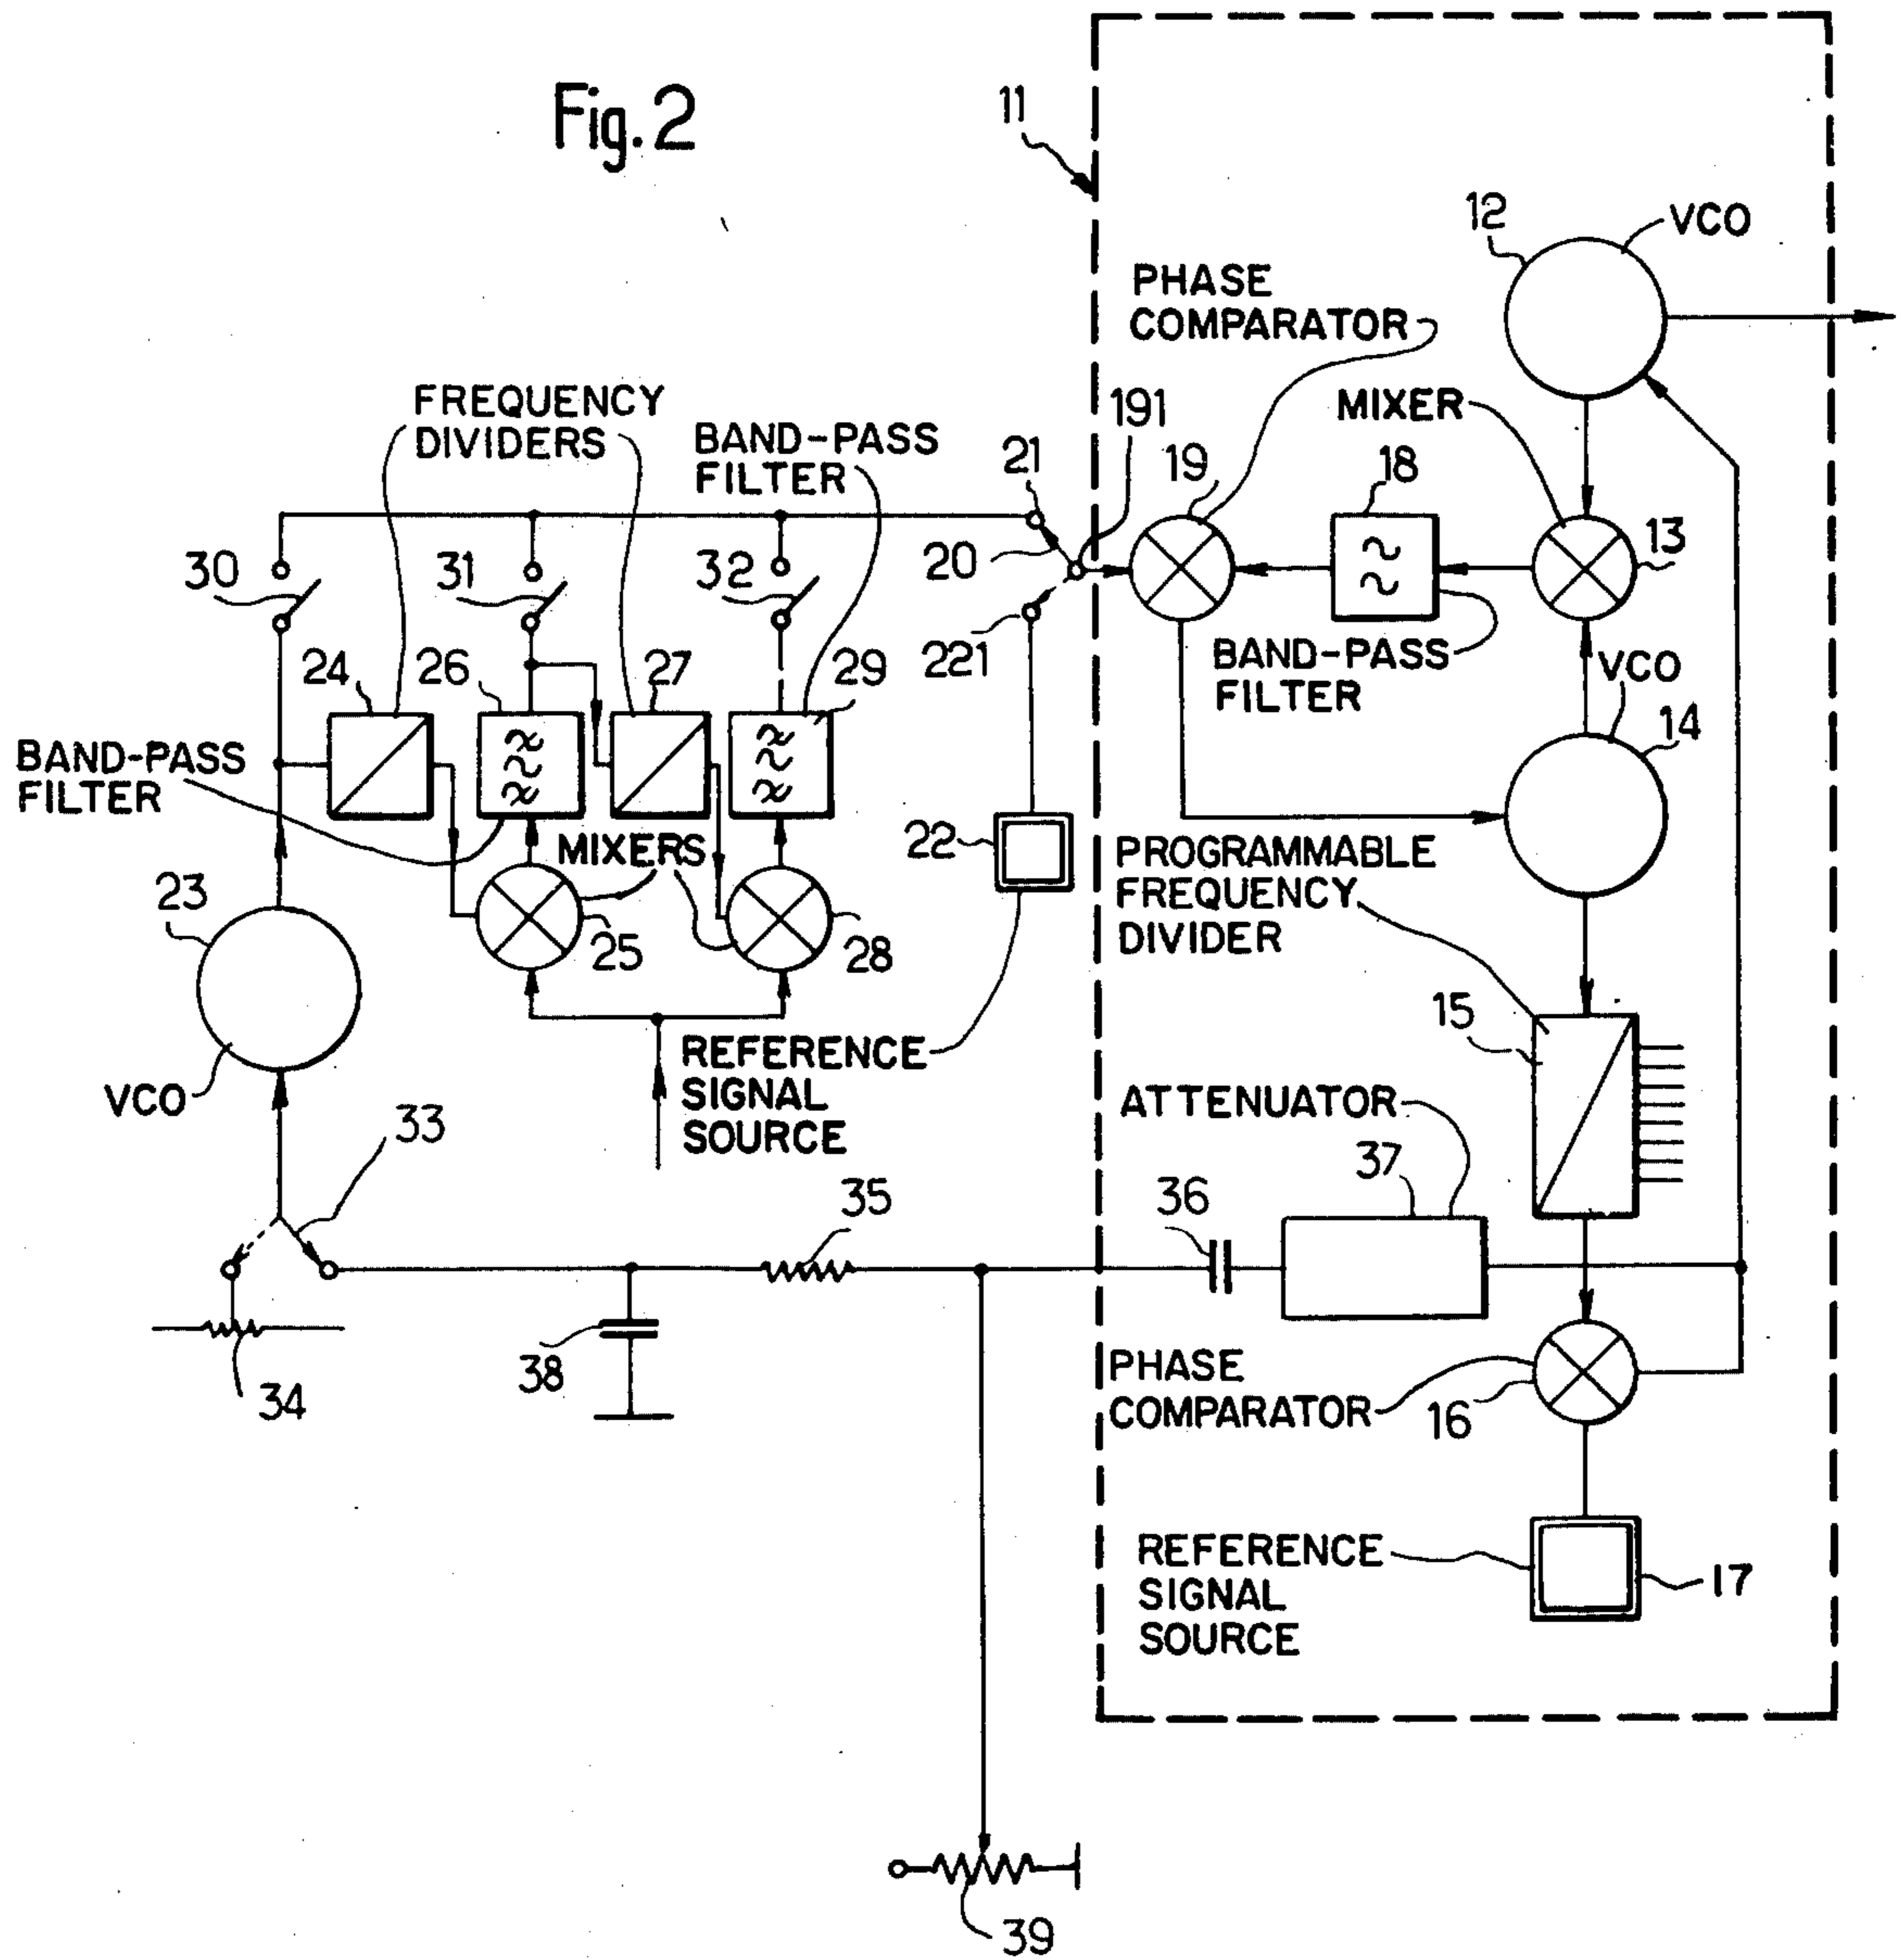 Fig. 2
11
12
VCO
PHASE
COMPARATOR
MIXER
191
FREQUENCY
DIVIDERS
BAND-PASS
FILTER
21
19
18
20
13
30
31
32
221
BAND-PASS
FILTER
VCO
24
26
27
29
14
BAND-PASS
FILTER
22
MIXERS
PROGRAMMABLE
FREQUENCY
DIVIDER
23
25
28
15
REFERENCE
SIGNAL
SOURCE
VCO
33
ATTENUATOR
37
35
36
38
34
PHASE
COMPARATOR
16
REFERENCE
SIGNAL
SOURCE
17
39